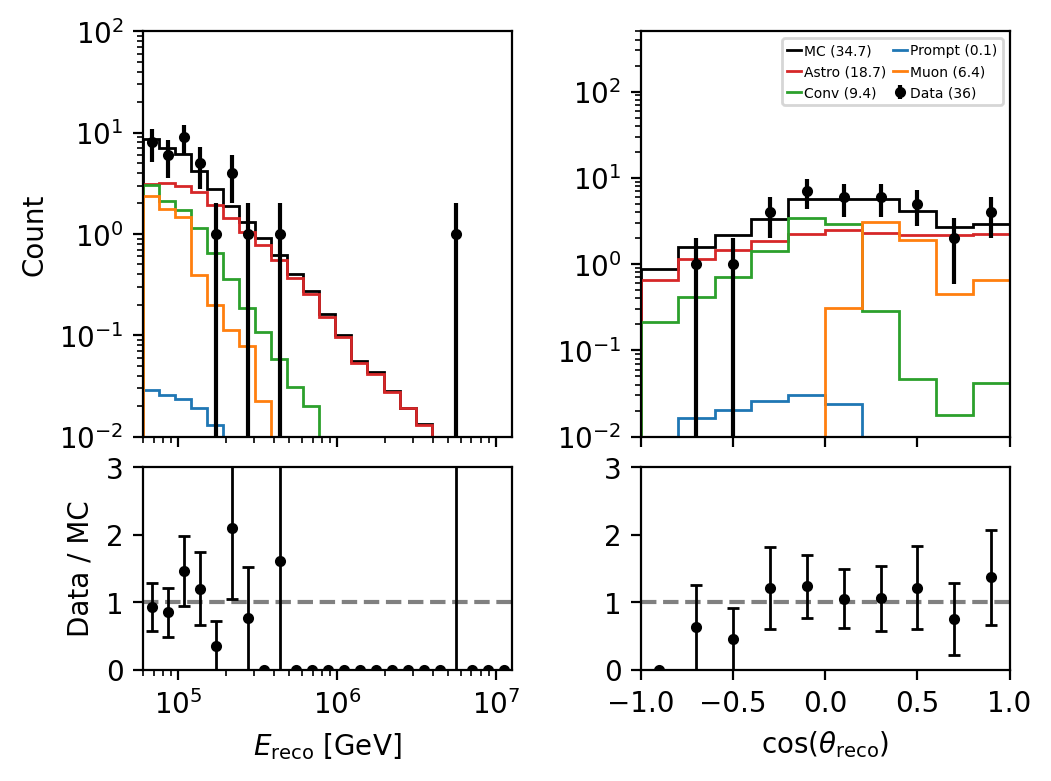 10²
10¹
10⁰
10⁻¹
10⁻²
Count
10²
10¹
10⁰
10⁻¹
10⁻²
MC (34.7)
Astro (18.7)
Conv (9.4)
Prompt (0.1)
Muon (6.4)
Data (36)
3
2
1
0
Data / MC
10⁵
10⁶
10⁷
E_reco [GeV]
3
2
1
0
−1.0
−0.5
0.0
0.5
1.0
cos(θ_reco)